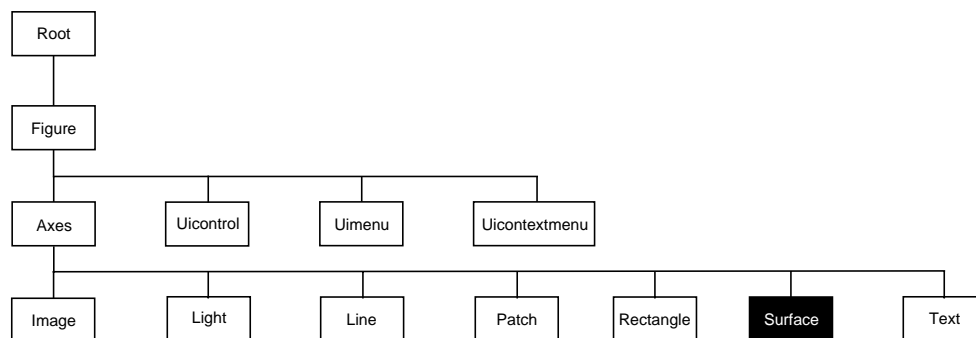 Root
Figure
Axes
Uicontrol
Uimenu
Uicontextmenu
Image
Light
Line
Patch
Rectangle
Surface
Text